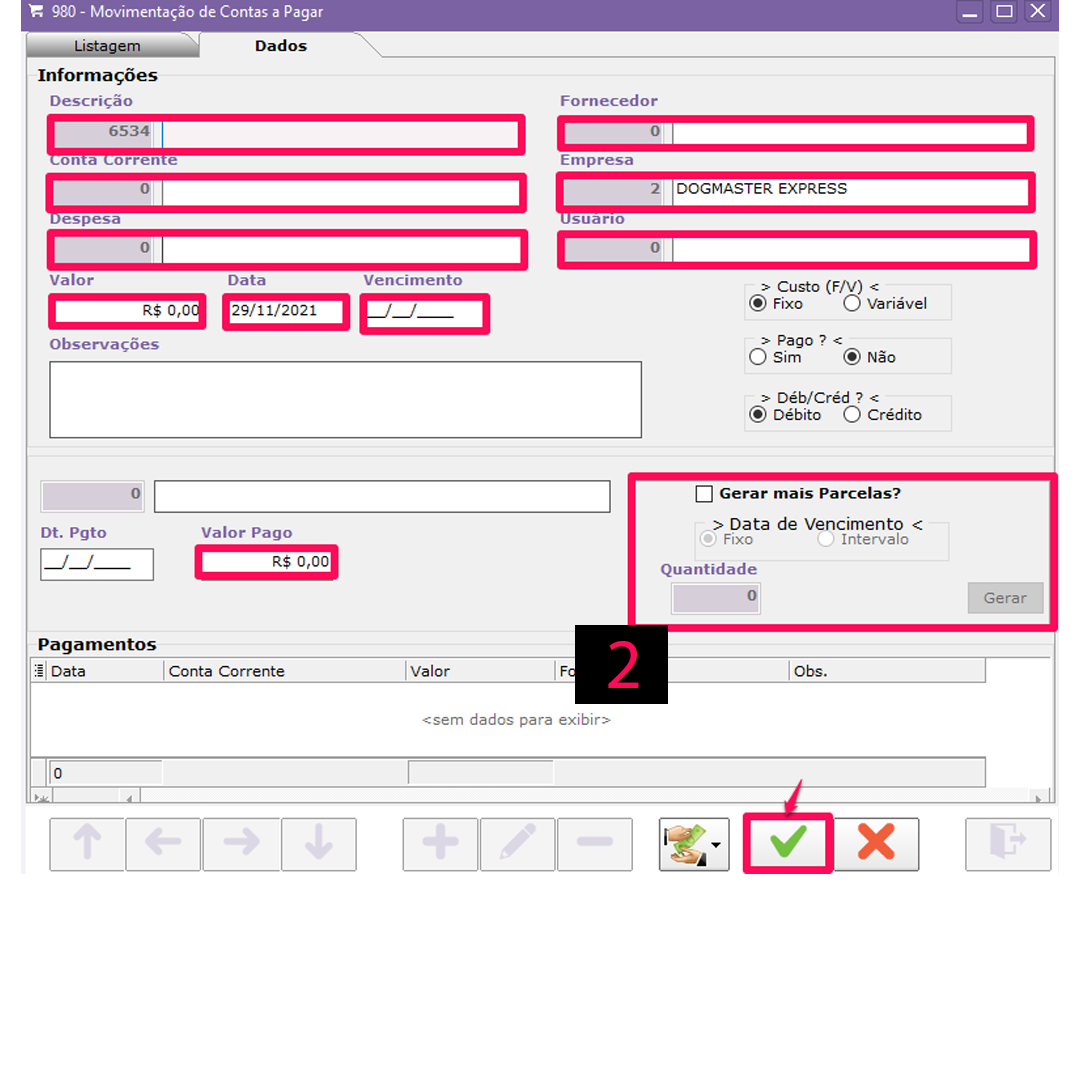 980 - Movimentação de Contas a Pagar
Listagem Dados
Informações
Descrição Fornecedor
6534 0
Conta Corrente Empresa
0 2 DOGMASTER EXPRESS
Despesa Usuário
0 0
Valor Data Vencimento
R$ 0,00 29/11/2021 __/__/____
> Custo (F/V) <
Fixo Variável
Observações
> Pago ? <
Sim Não
> Déb/Créd ? <
Débito Crédito
0
Gerar mais Parcelas?
Dt. Pgto Valor Pago
__/__/____ R$ 0,00
> Data de Vencimento <
Fixo Intervalo
Quantidade
0 Gerar
Pagamentos
2
Data Conta Corrente Valor Obs.
<sem dados para exibir>
0